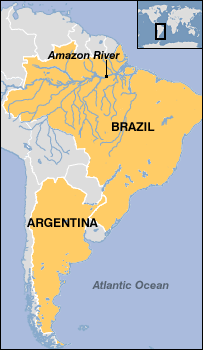 Amazon River
BRAZIL
ARGENTINA
Atlantic Ocean